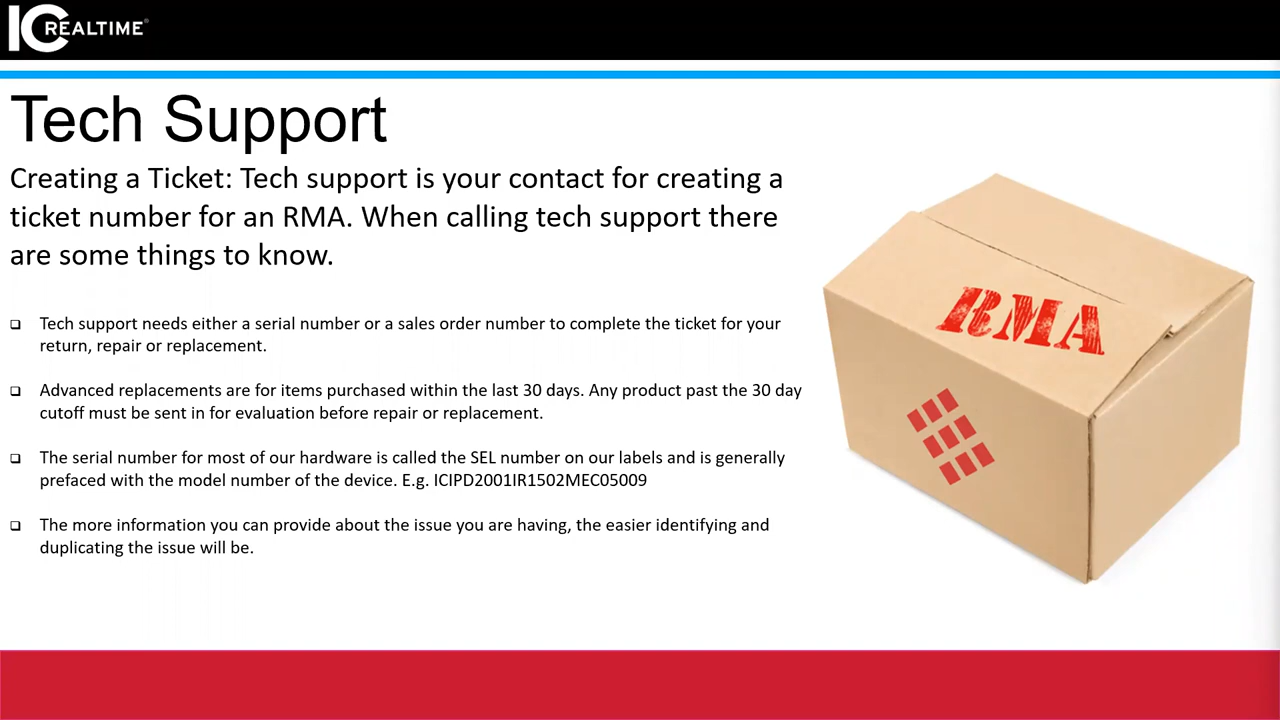 IC REALTIME®
Tech Support
Creating a Ticket: Tech support is your contact for creating a
ticket number for an RMA. When calling tech support there
are some things to know.
Tech support needs either a serial number or a sales order number to complete the ticket for your
return, repair or replacement.
Advanced replacements are for items purchased within the last 30 days. Any product past the 30 day
cutoff must be sent in for evaluation before repair or replacement.
The serial number for most of our hardware is called the SEL number on our labels and is generally
prefaced with the model number of the device. E.g. ICIPD2001IR1502MEC05009
The more information you can provide about the issue you are having, the easier identifying and
duplicating the issue will be.
RMA